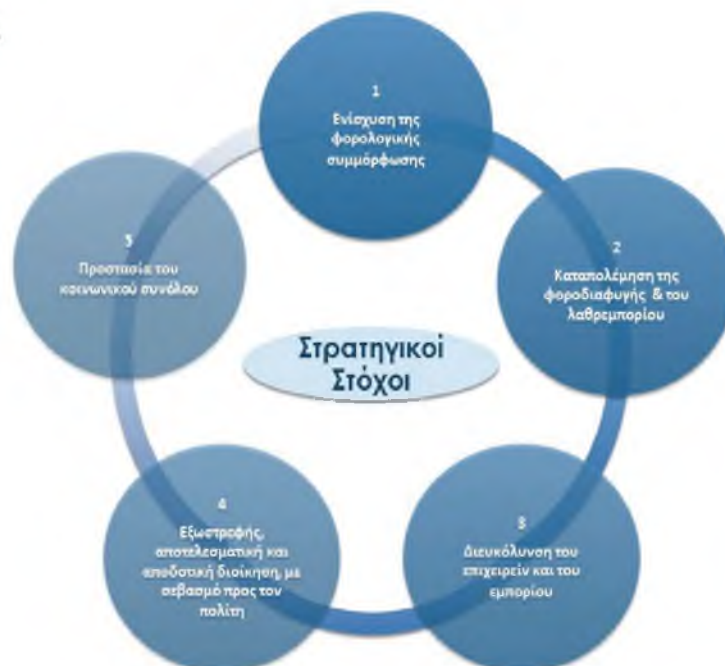 1
Ενίσχυση της
φορολογικής
συμμόρφωσης
2
Καταπολέμηση της
φοροδιαφυγής & του
λαθρεμπορίου
3
Διευκόλυνση του
επιχειρείν και του
εμπορίου
4
Εξωστρεφής,
αποτελεσματική και
αποδοτική διοίκηση, με
σεβασμό προς τον
πολίτη
5
Προστασία του
κοινωνικού συνόλου
Στρατηγικοί
Στόχοι